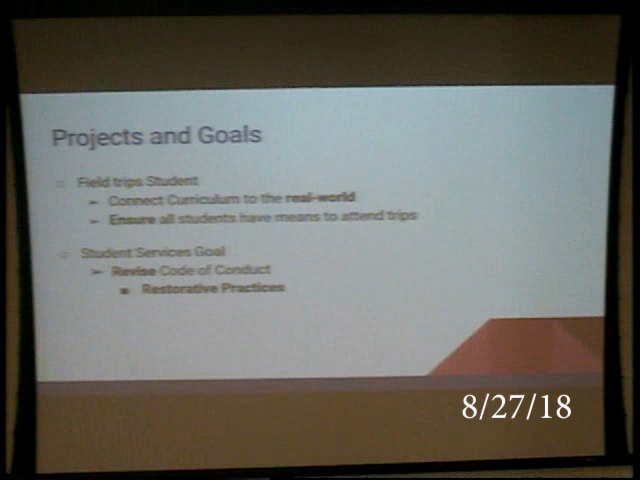 Projects and Goals
Field trips Student
Connect Curriculum to the real-world
Ensure all students have means to attend trips
Student Services Goal
Revise Code of Conduct
Restorative Practices
8/27/18